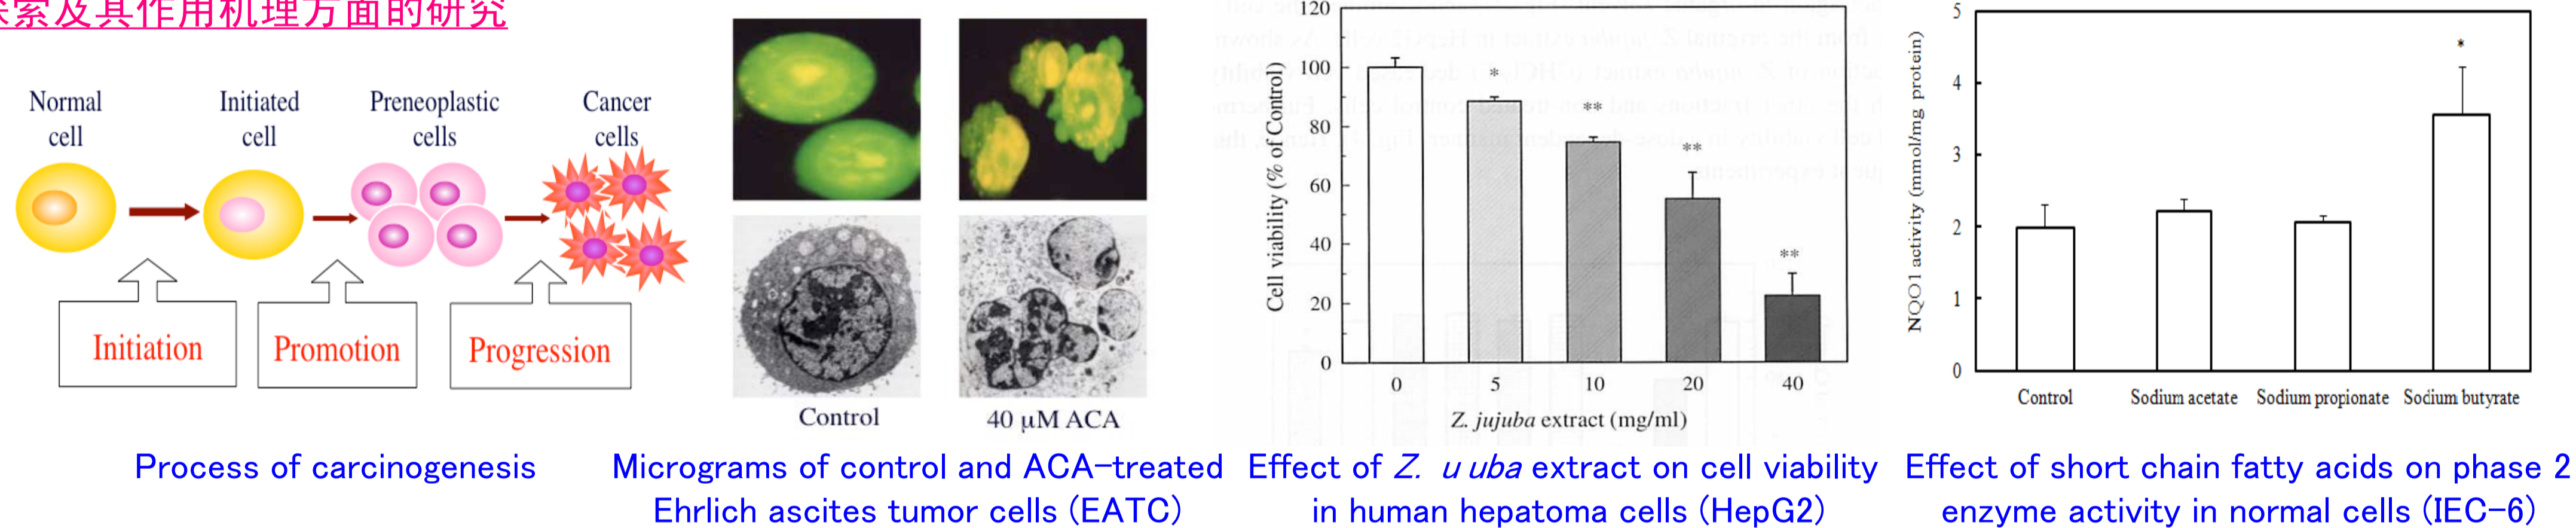 探索及其作用机理方面的研究
Normal
cell
Initiated
cell
Preneoplastic
cells
Cancer
cells
Initiation
Promotion
Progression
Process of carcinogenesis
Control
40 μM ACA
Micrograms of control and ACA-treated
Ehrlich ascites tumor cells (EATC)
Cell viability (% of Control)
120
100
80
60
40
20
0
*
**
**
**
0
5
10
20
40
Z. jujuba extract (mg/ml)
Effect of Z. u uba extract on cell viability
in human hepatoma cells (HepG2)
NQO1 activity (mmol/mg protein)
5
4
3
2
1
0
*
Control
Sodium acetate
Sodium propionate
Sodium butyrate
Effect of short chain fatty acids on phase 2
enzyme activity in normal cells (IEC-6)